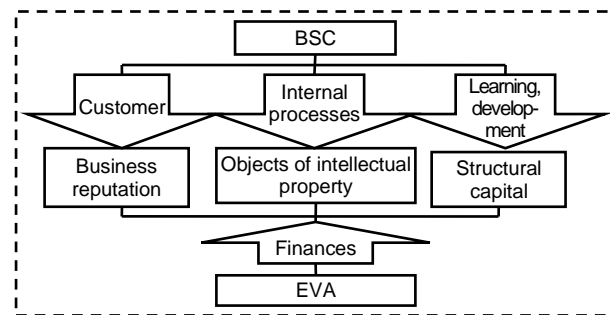 BSC
Customer
Internal
processes
Learning,
develop-
ment
Business
reputation
Objects of intellectual
property
Structural
capital
Finances
EVA